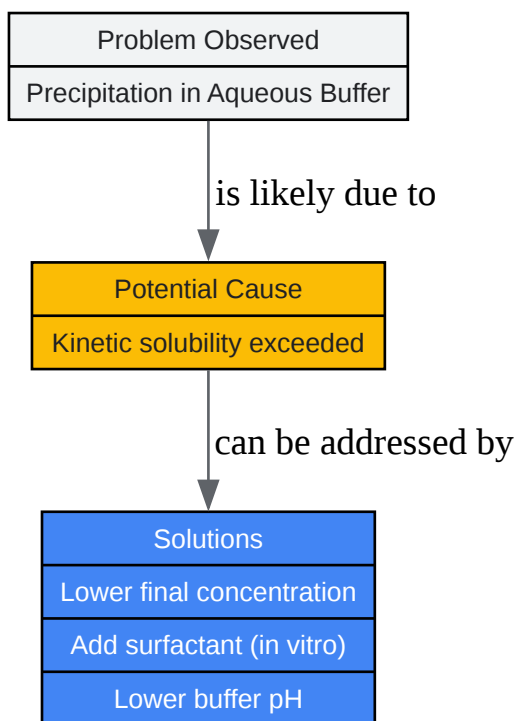 Problem Observed
Precipitation in Aqueous Buffer
is likely due to
Potential Cause
Kinetic solubility exceeded
can be addressed by
Solutions
Lower final concentration
Add surfactant (in vitro)
Lower buffer pH